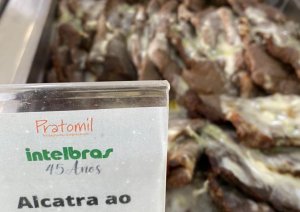 Pratomil
intelbras
45 Anos
Alcatra ao